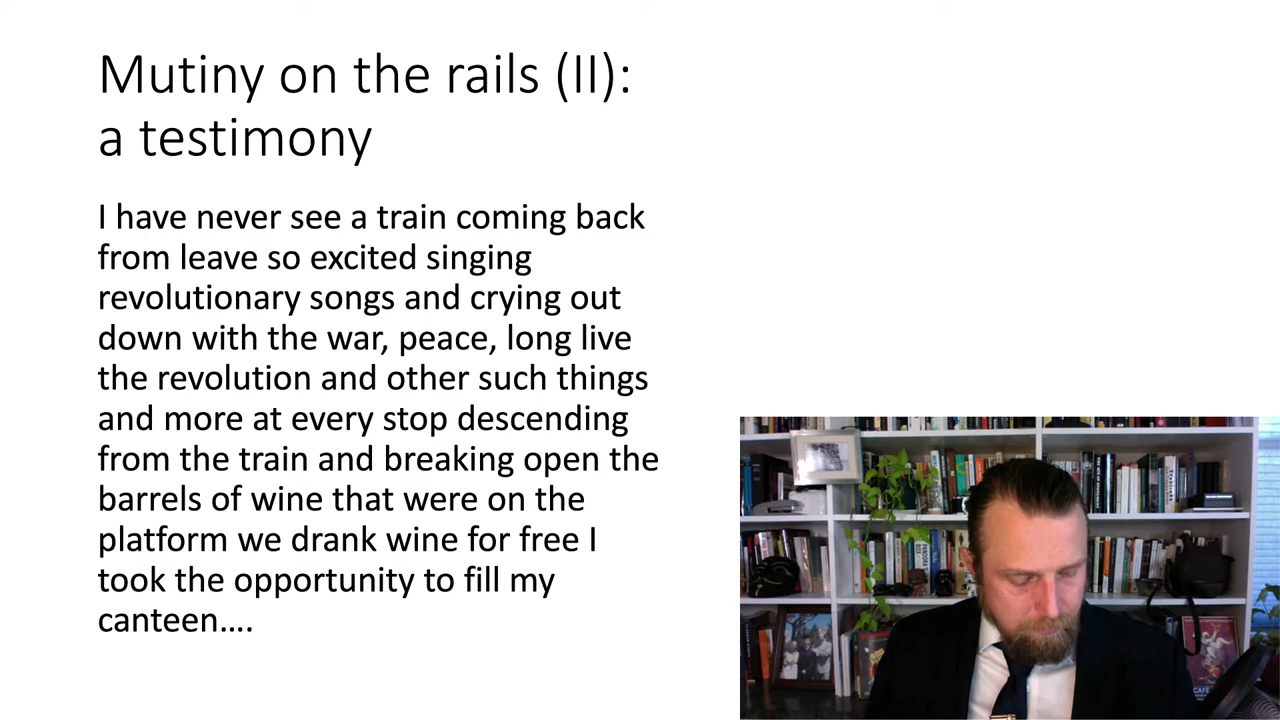 Mutiny on the rails (II):
a testimony
I have never see a train coming back
from leave so excited singing
revolutionary songs and crying out
down with the war, peace, long live
the revolution and other such things
and more at every stop descending
from the train and breaking open the
barrels of wine that were on the
platform we drank wine for free I
took the opportunity to fill my
canteen....
CAFÉ